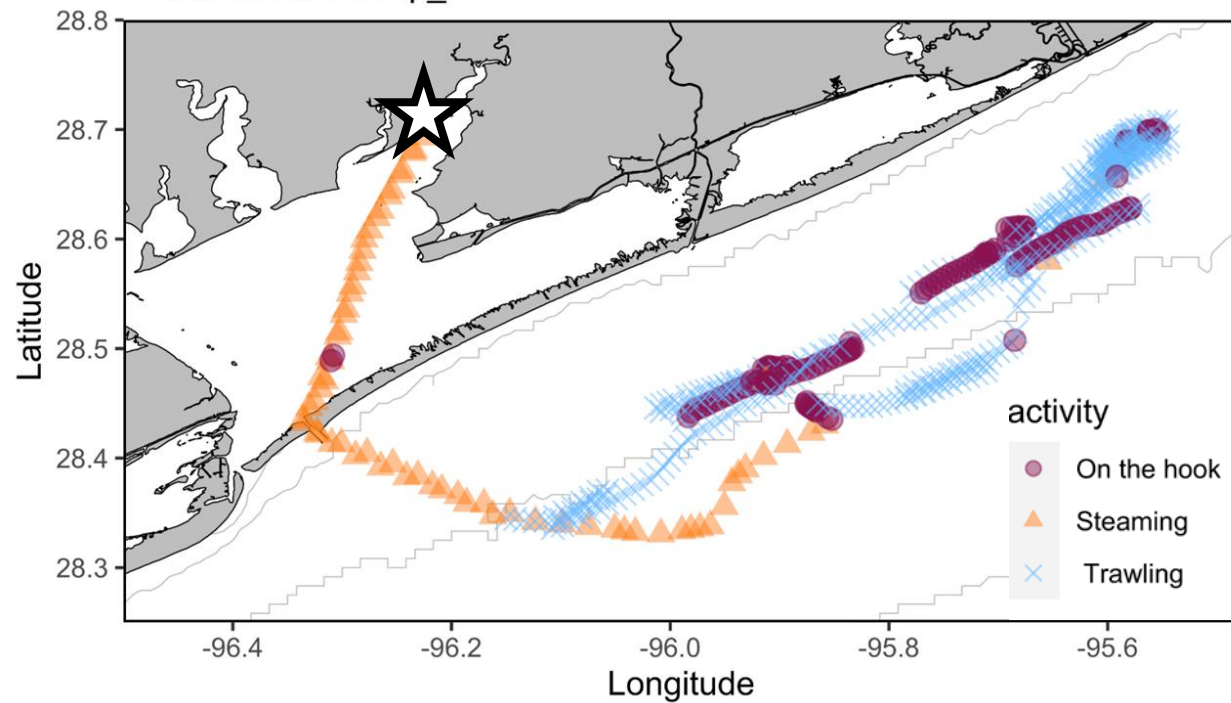 28.8
28.7
28.6
28.5
28.4
28.3
Latitude
-96.4
-96.2
-96.0
-95.8
-95.6
Longitude
activity
On the hook
Steaming
Trawling